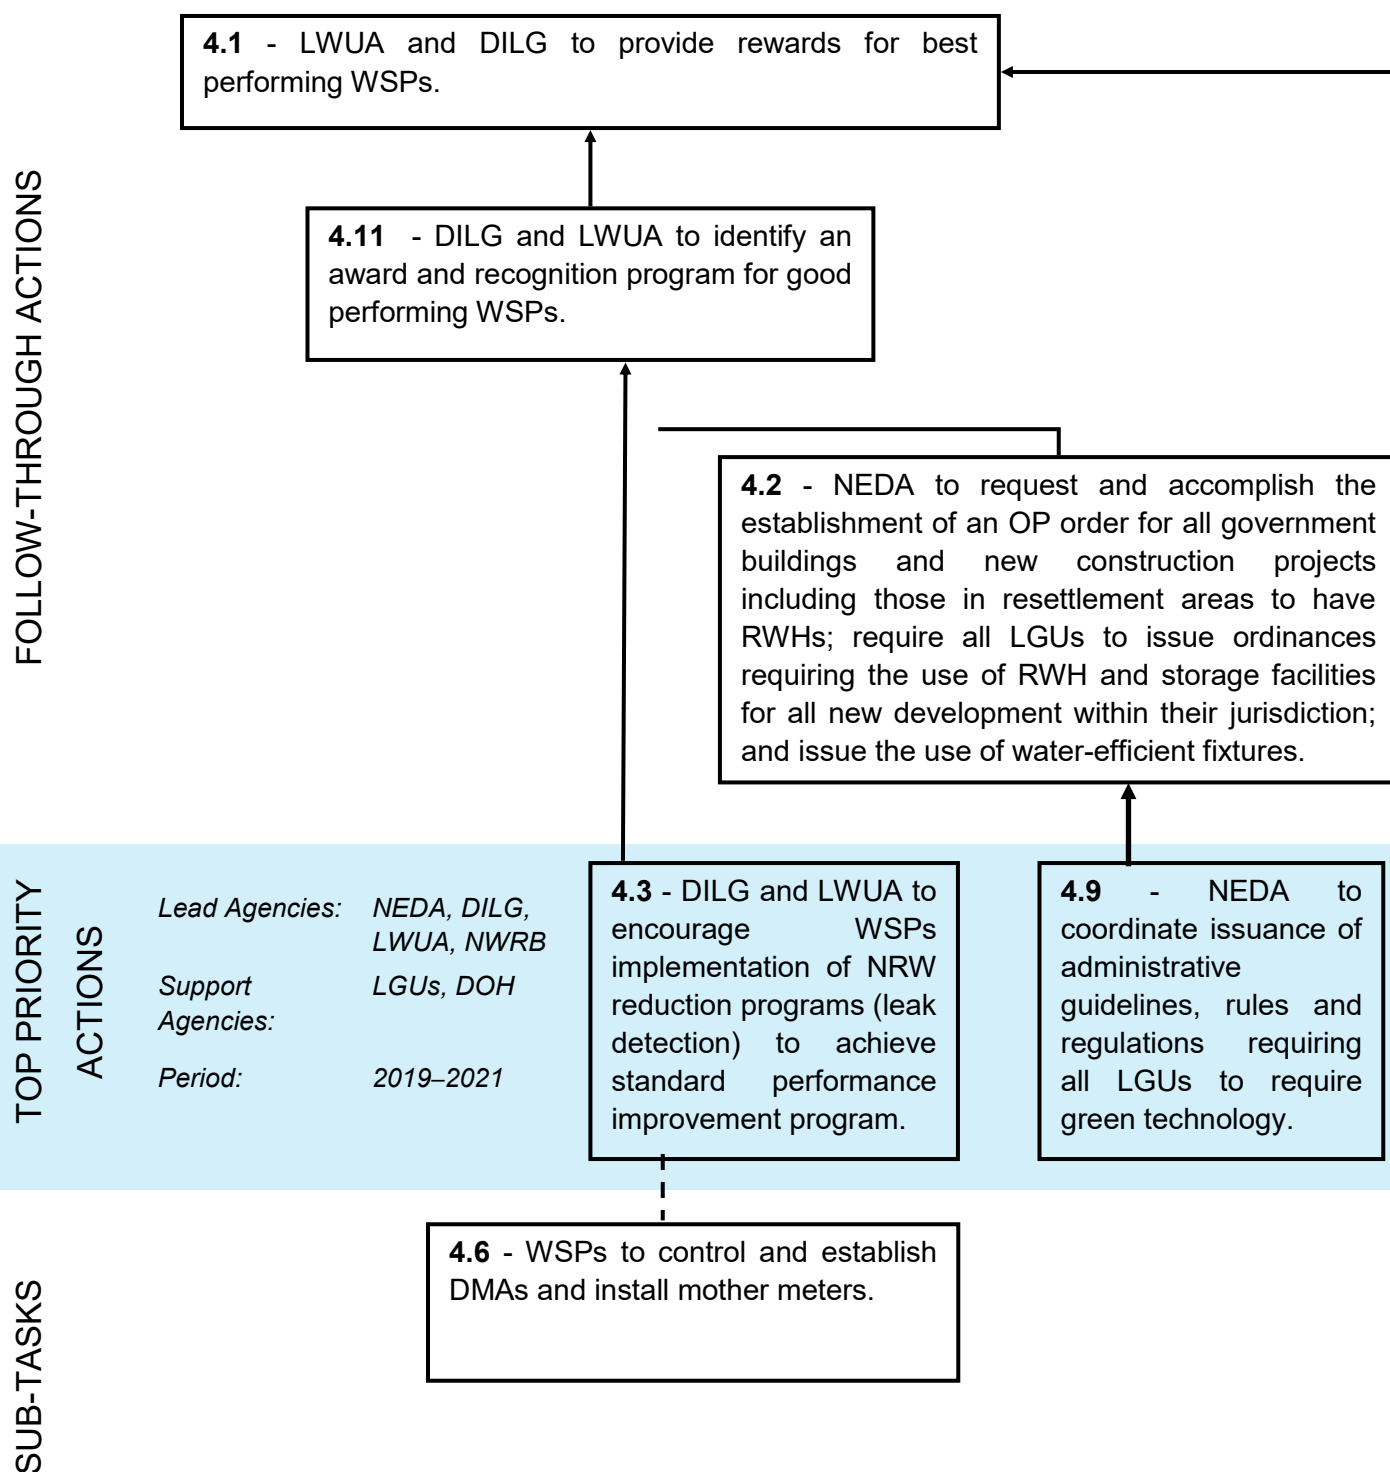 4.1 - LWUA and DILG to provide rewards for best
performing WSPs.
FOLLOW-THROUGH ACTIONS
4.11 - DILG and LWUA to identify an
award and recognition program for good
performing WSPs.
4.2 - NEDA to request and accomplish the
establishment of an OP order for all government
buildings and new construction projects
including those in resettlement areas to have
RWHs; require all LGUs to issue ordinances
requiring the use of RWH and storage facilities
for all new development within their jurisdiction;
and issue the use of water-efficient fixtures.
TOP PRIORITY
ACTIONS
Lead Agencies: NEDA, DILG,
LWUA, NWRB
Support LGUs, DOH
Agencies:
Period: 2019–2021
4.3 - DILG and LWUA to
encourage WSPs
implementation of NRW
reduction programs (leak
detection) to achieve
standard performance
improvement program.
4.9 - NEDA to
coordinate issuance of
administrative
guidelines, rules and
regulations requiring
all LGUs to require
green technology.
SUB-TASKS
4.6 - WSPs to control and establish
DMAs and install mother meters.